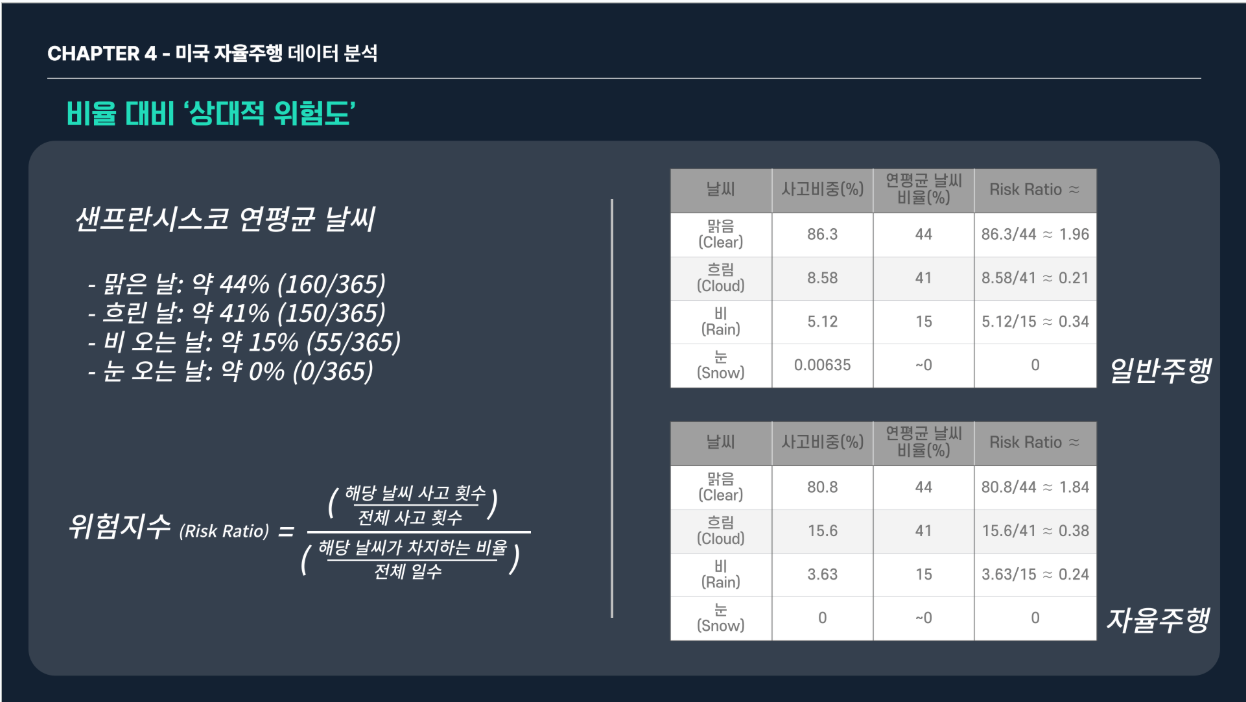 CHAPTER 4 - 미국 자율주행 데이터 분석
비율 대비 ‘상대적 위험도’
샌프란시스코 연평균 날씨
- 맑은 날: 약 44% (160/365)
- 흐린 날: 약 41% (150/365)
- 비 오는 날: 약 15% (55/365)
- 눈 오는 날: 약 0% (0/365)
위험지수 (Risk Ratio) =
( 해당 날씨 사고 횟수 )
전체 사고 횟수
( 해당 날씨가 차지하는 비율 )
전체 일수
날씨 사고비중(%) 연평균 날씨 비율(%) Risk Ratio ≈
맑음 (Clear) 86.3 44 86.3/44 ≈ 1.96
흐림 (Cloud) 8.58 41 8.58/41 ≈ 0.21
비 (Rain) 5.12 15 5.12/15 ≈ 0.34
눈 (Snow) 0.00635 ~0 0
일반주행
날씨 사고비중(%) 연평균 날씨 비율(%) Risk Ratio ≈
맑음 (Clear) 80.8 44 80.8/44 ≈ 1.84
흐림 (Cloud) 15.6 41 15.6/41 ≈ 0.38
비 (Rain) 3.63 15 3.63/15 ≈ 0.24
눈 (Snow) 0 ~0 0
자율주행